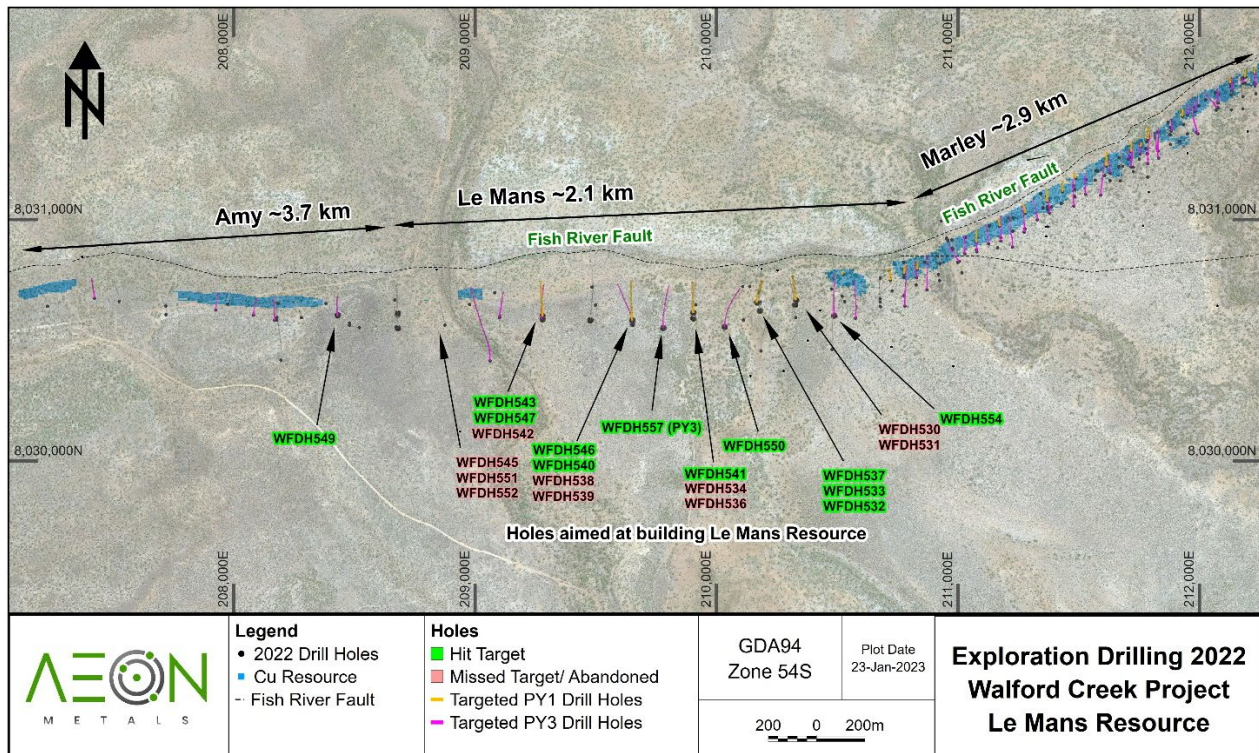 208,000E
209,000E
210,000E
211,000E
212,000E
N
Marley ~2.9 km
Le Mans ~2.1 km
Fish River Fault
8,031,000N
Amy ~3.7 km
Fish River Fault
8,031,000N
WFDH549
WFDH543
WFDH547
WFDH542
WFDH545
WFDH551
WFDH552
WFDH546
WFDH540
WFDH538
WFDH539
WFDH557 (PY3)
WFDH541
WFDH534
WFDH536
WFDH550
WFDH537
WFDH533
WFDH532
WFDH530
WFDH531
WFDH554
8,030,000N
8,030,000N
Holes aimed at building Le Mans Resource
208,000E
209,000E
210,000E
211,000E
212,000E
AEON
METALS
Legend
2022 Drill Holes
Cu Resource
Fish River Fault
Holes
Hit Target
Missed Target/ Abandoned
Targeted PY1 Drill Holes
Targeted PY3 Drill Holes
GDA94
Zone 54S
Plot Date
23-Jan-2023
200 0 200m
Exploration Drilling 2022
Walford Creek Project
Le Mans Resource